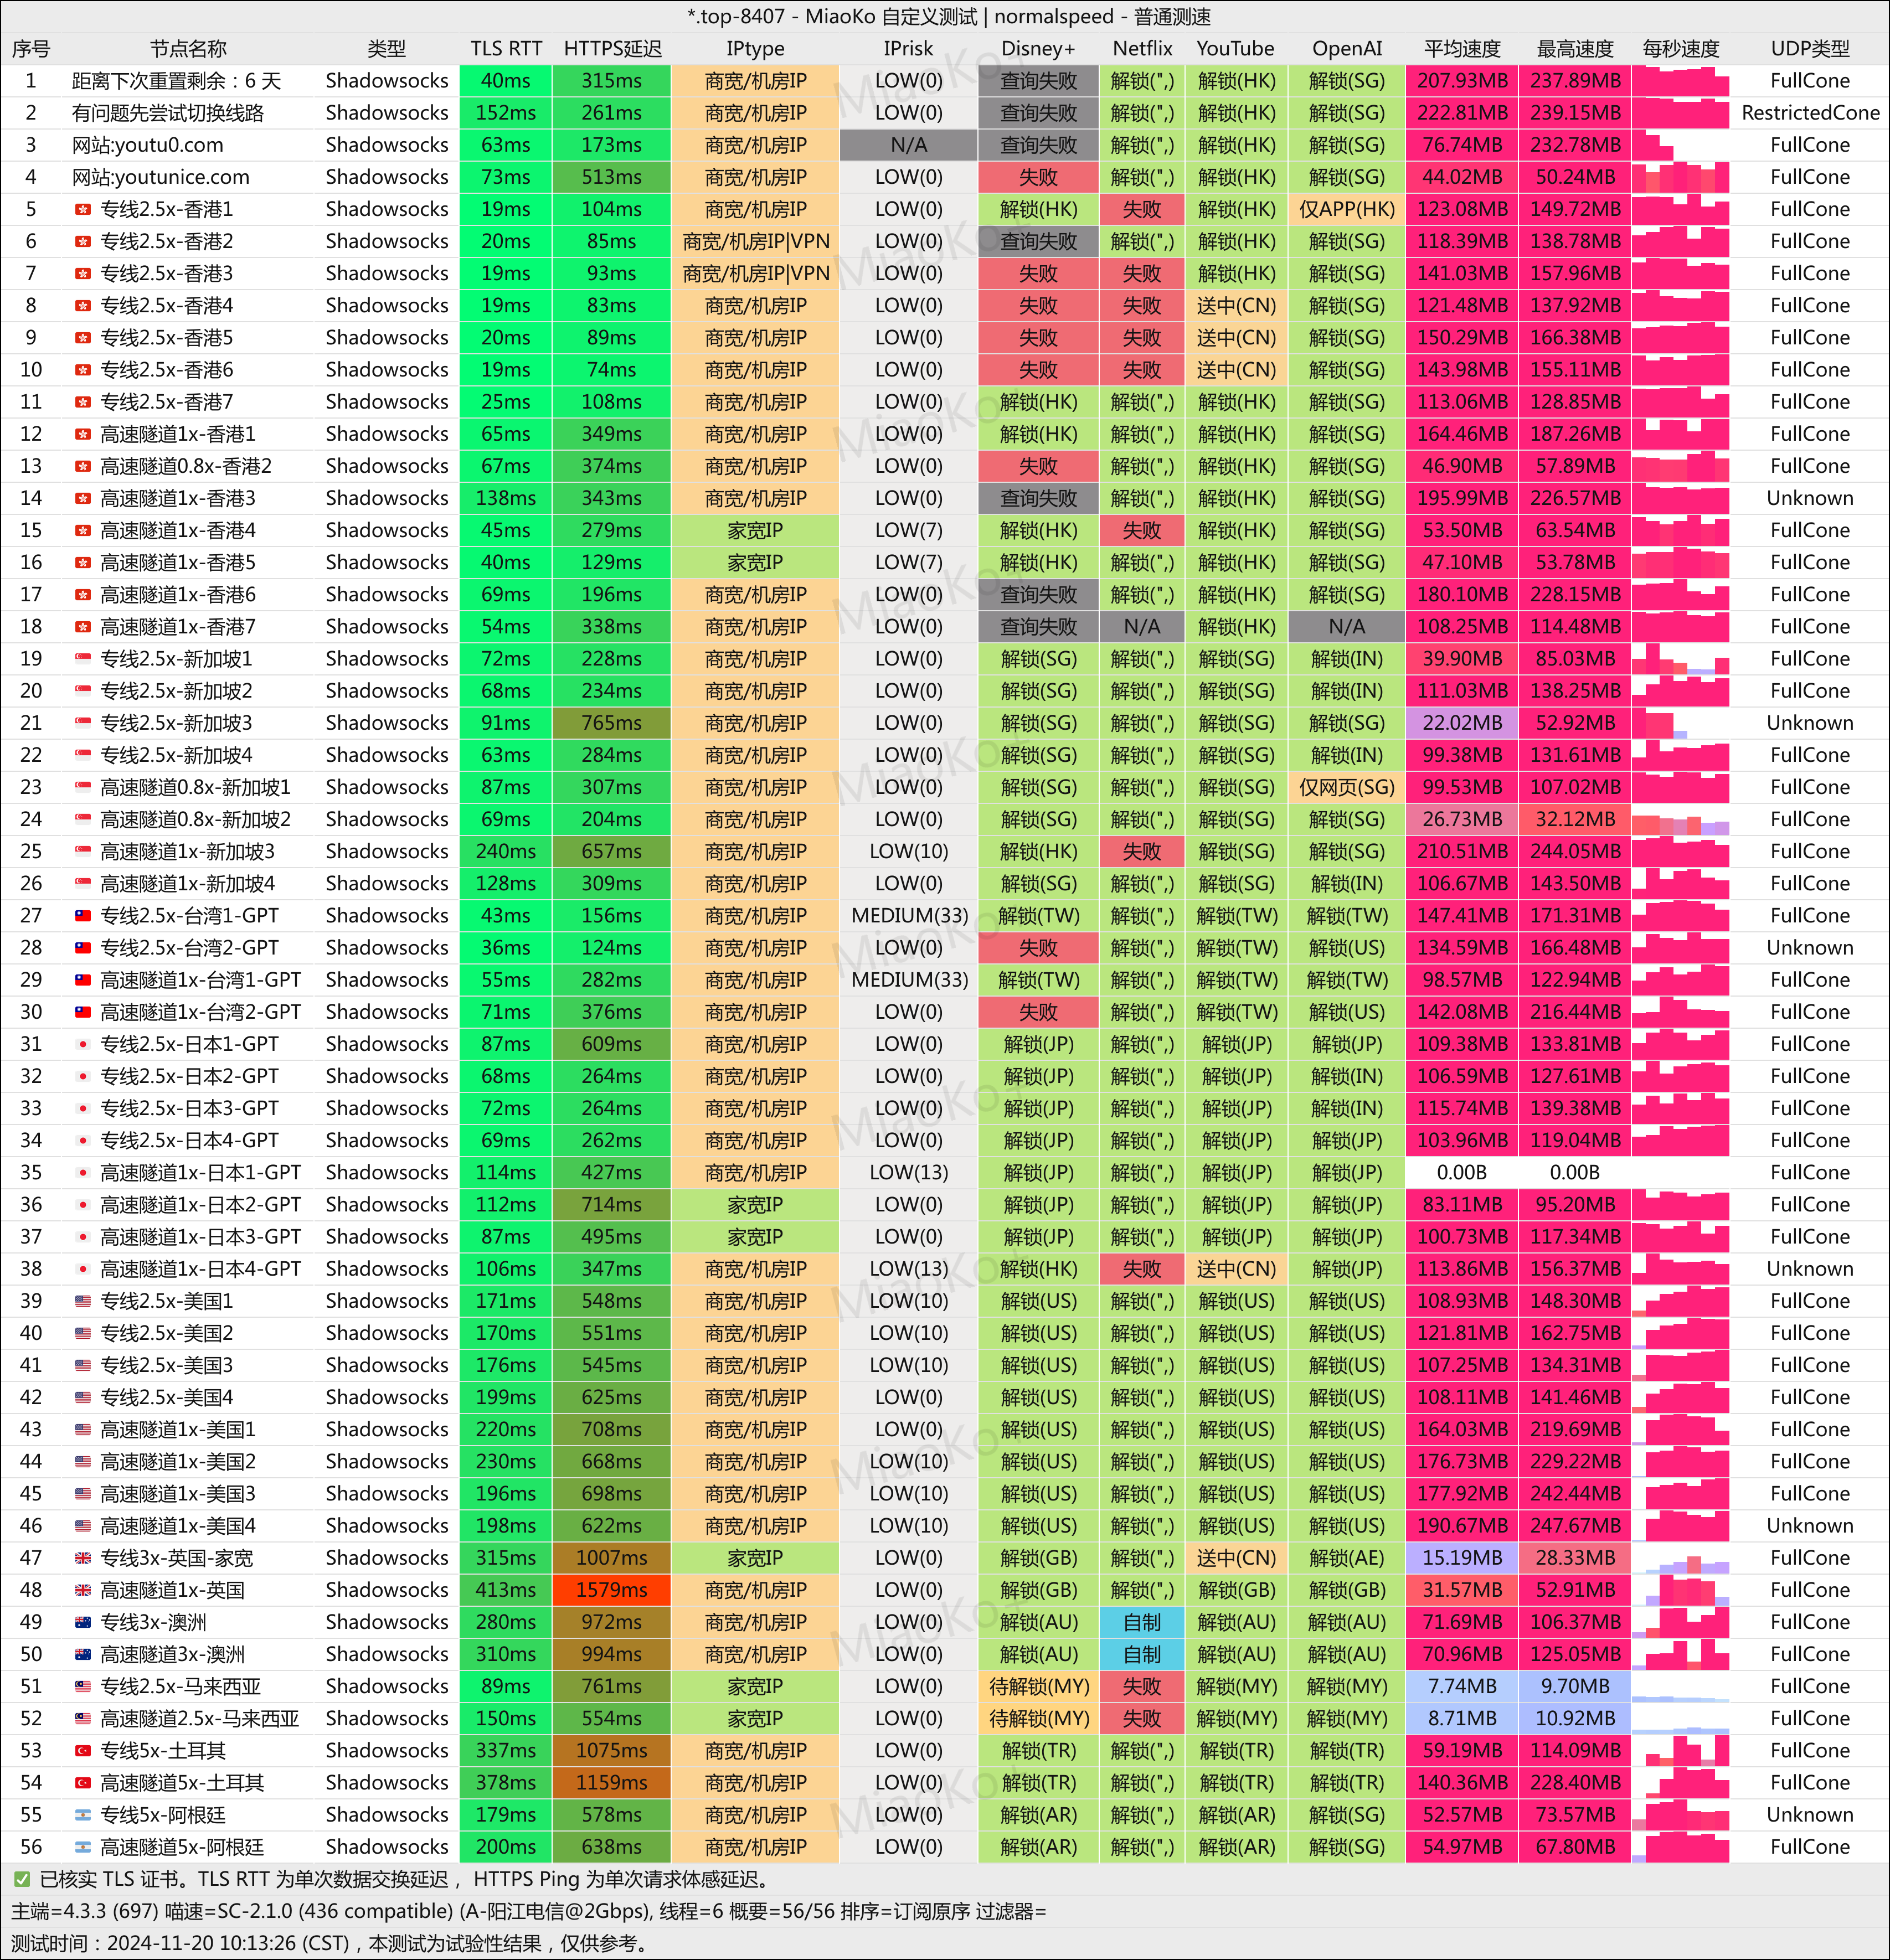 *.top-8407 - MiaoKo 自定义测试 | normalspeed - 普通测速
序号 节点名称 类型 TLS RTT HTTPS延迟 IPtype IPrisk Disney+ Netflix YouTube OpenAI 平均速度 最高速度 每秒速度 UDP类型
1 距离下次重置剩余：6 天 Shadowsocks 40ms 315ms 商宽/机房IP LOW(0) 查询失败 解锁(",) 解锁(HK) 解锁(SG) 207.93MB 237.89MB FullCone
2 有问题先尝试切换线路 Shadowsocks 152ms 261ms 商宽/机房IP LOW(0) 查询失败 解锁(",) 解锁(HK) 解锁(SG) 222.81MB 239.15MB RestrictedCone
3 网站:youtu0.com Shadowsocks 63ms 173ms 商宽/机房IP N/A 查询失败 解锁(",) 解锁(HK) 解锁(SG) 76.74MB 232.78MB FullCone
4 网站:youtunice.com Shadowsocks 73ms 513ms 商宽/机房IP LOW(0) 失败 解锁(",) 解锁(HK) 解锁(SG) 44.02MB 50.24MB FullCone
5 专线2.5x-香港1 Shadowsocks 19ms 104ms 商宽/机房IP LOW(0) 解锁(HK) 失败 解锁(HK) 仅APP(HK) 123.08MB 149.72MB FullCone
6 专线2.5x-香港2 Shadowsocks 20ms 85ms 商宽/机房IP|VPN LOW(0) 查询失败 解锁(",) 解锁(HK) 解锁(SG) 118.39MB 138.78MB FullCone
7 专线2.5x-香港3 Shadowsocks 19ms 93ms 商宽/机房IP|VPN LOW(0) 失败 失败 解锁(HK) 解锁(SG) 141.03MB 157.96MB FullCone
8 专线2.5x-香港4 Shadowsocks 19ms 83ms 商宽/机房IP LOW(0) 失败 失败 送中(CN) 解锁(SG) 121.48MB 137.92MB FullCone
9 专线2.5x-香港5 Shadowsocks 20ms 89ms 商宽/机房IP LOW(0) 失败 失败 送中(CN) 解锁(SG) 150.29MB 166.38MB FullCone
10 专线2.5x-香港6 Shadowsocks 19ms 74ms 商宽/机房IP LOW(0) 失败 失败 送中(CN) 解锁(SG) 143.98MB 155.11MB FullCone
11 专线2.5x-香港7 Shadowsocks 25ms 108ms 商宽/机房IP LOW(0) 解锁(HK) 解锁(",) 解锁(HK) 解锁(SG) 113.06MB 128.85MB FullCone
12 高速隧道1x-香港1 Shadowsocks 65ms 349ms 商宽/机房IP LOW(0) 解锁(HK) 解锁(",) 解锁(HK) 解锁(SG) 164.46MB 187.26MB FullCone
13 高速隧道0.8x-香港2 Shadowsocks 67ms 374ms 商宽/机房IP LOW(0) 失败 解锁(",) 解锁(HK) 解锁(SG) 46.90MB 57.89MB FullCone
14 高速隧道1x-香港3 Shadowsocks 138ms 343ms 商宽/机房IP LOW(0) 查询失败 解锁(",) 解锁(HK) 解锁(SG) 195.99MB 226.57MB Unknown
15 高速隧道1x-香港4 Shadowsocks 45ms 279ms 家宽IP LOW(7) 解锁(HK) 失败 解锁(HK) 解锁(SG) 53.50MB 63.54MB FullCone
16 高速隧道1x-香港5 Shadowsocks 40ms 129ms 家宽IP LOW(7) 解锁(HK) 解锁(",) 解锁(HK) 解锁(SG) 47.10MB 53.78MB FullCone
17 高速隧道1x-香港6 Shadowsocks 69ms 196ms 商宽/机房IP LOW(0) 查询失败 解锁(",) 解锁(HK) 解锁(SG) 180.10MB 228.15MB FullCone
18 高速隧道1x-香港7 Shadowsocks 54ms 338ms 商宽/机房IP LOW(0) 查询失败 N/A 解锁(HK) N/A 108.25MB 114.48MB FullCone
19 专线2.5x-新加坡1 Shadowsocks 72ms 228ms 商宽/机房IP LOW(0) 解锁(SG) 解锁(",) 解锁(SG) 解锁(IN) 39.90MB 85.03MB FullCone
20 专线2.5x-新加坡2 Shadowsocks 68ms 234ms 商宽/机房IP LOW(0) 解锁(SG) 解锁(",) 解锁(SG) 解锁(IN) 111.03MB 138.25MB FullCone
21 专线2.5x-新加坡3 Shadowsocks 91ms 765ms 商宽/机房IP LOW(0) 解锁(SG) 解锁(",) 解锁(SG) 解锁(SG) 22.02MB 52.92MB Unknown
22 专线2.5x-新加坡4 Shadowsocks 63ms 284ms 商宽/机房IP LOW(0) 解锁(SG) 解锁(",) 解锁(SG) 解锁(IN) 99.38MB 131.61MB FullCone
23 高速隧道0.8x-新加坡1 Shadowsocks 87ms 307ms 商宽/机房IP LOW(0) 解锁(SG) 解锁(",) 解锁(SG) 仅网页(SG) 99.53MB 107.02MB FullCone
24 高速隧道0.8x-新加坡2 Shadowsocks 69ms 204ms 商宽/机房IP LOW(0) 解锁(SG) 解锁(",) 解锁(SG) 解锁(SG) 26.73MB 32.12MB FullCone
25 高速隧道1x-新加坡3 Shadowsocks 240ms 657ms 商宽/机房IP LOW(10) 解锁(HK) 失败 解锁(SG) 解锁(SG) 210.51MB 244.05MB FullCone
26 高速隧道1x-新加坡4 Shadowsocks 128ms 309ms 商宽/机房IP LOW(0) 解锁(SG) 解锁(",) 解锁(SG) 解锁(IN) 106.67MB 143.50MB FullCone
27 专线2.5x-台湾1-GPT Shadowsocks 43ms 156ms 商宽/机房IP MEDIUM(33) 解锁(TW) 解锁(",) 解锁(TW) 解锁(TW) 147.41MB 171.31MB FullCone
28 专线2.5x-台湾2-GPT Shadowsocks 36ms 124ms 商宽/机房IP LOW(0) 失败 解锁(",) 解锁(TW) 解锁(US) 134.59MB 166.48MB Unknown
29 高速隧道1x-台湾1-GPT Shadowsocks 55ms 282ms 商宽/机房IP MEDIUM(33) 解锁(TW) 解锁(",) 解锁(TW) 解锁(TW) 98.57MB 122.94MB FullCone
30 高速隧道1x-台湾2-GPT Shadowsocks 71ms 376ms 商宽/机房IP LOW(0) 失败 解锁(",) 解锁(TW) 解锁(US) 142.08MB 216.44MB FullCone
31 专线2.5x-日本1-GPT Shadowsocks 87ms 609ms 商宽/机房IP LOW(0) 解锁(JP) 解锁(",) 解锁(JP) 解锁(JP) 109.38MB 133.81MB FullCone
32 专线2.5x-日本2-GPT Shadowsocks 68ms 264ms 商宽/机房IP LOW(0) 解锁(JP) 解锁(",) 解锁(JP) 解锁(IN) 106.59MB 127.61MB FullCone
33 专线2.5x-日本3-GPT Shadowsocks 72ms 264ms 商宽/机房IP LOW(0) 解锁(JP) 解锁(",) 解锁(JP) 解锁(IN) 115.74MB 139.38MB FullCone
34 专线2.5x-日本4-GPT Shadowsocks 69ms 262ms 商宽/机房IP LOW(0) 解锁(JP) 解锁(",) 解锁(JP) 解锁(JP) 103.96MB 119.04MB FullCone
35 高速隧道1x-日本1-GPT Shadowsocks 114ms 427ms 商宽/机房IP LOW(13) 解锁(JP) 解锁(",) 解锁(JP) 解锁(JP) 0.00B 0.00B FullCone
36 高速隧道1x-日本2-GPT Shadowsocks 112ms 714ms 家宽IP LOW(0) 解锁(JP) 解锁(",) 解锁(JP) 解锁(JP) 83.11MB 95.20MB FullCone
37 高速隧道1x-日本3-GPT Shadowsocks 87ms 495ms 家宽IP LOW(0) 解锁(JP) 解锁(",) 解锁(JP) 解锁(JP) 100.73MB 117.34MB FullCone
38 高速隧道1x-日本4-GPT Shadowsocks 106ms 347ms 商宽/机房IP LOW(13) 解锁(HK) 失败 送中(CN) 解锁(JP) 113.86MB 156.37MB Unknown
39 专线2.5x-美国1 Shadowsocks 171ms 548ms 商宽/机房IP LOW(10) 解锁(US) 解锁(",) 解锁(US) 解锁(US) 108.93MB 148.30MB FullCone
40 专线2.5x-美国2 Shadowsocks 170ms 551ms 商宽/机房IP LOW(10) 解锁(US) 解锁(",) 解锁(US) 解锁(US) 121.81MB 162.75MB FullCone
41 专线2.5x-美国3 Shadowsocks 176ms 545ms 商宽/机房IP LOW(10) 解锁(US) 解锁(",) 解锁(US) 解锁(US) 107.25MB 134.31MB FullCone
42 专线2.5x-美国4 Shadowsocks 199ms 625ms 商宽/机房IP LOW(0) 解锁(US) 解锁(",) 解锁(US) 解锁(US) 108.11MB 141.46MB FullCone
43 高速隧道1x-美国1 Shadowsocks 220ms 708ms 商宽/机房IP LOW(0) 解锁(US) 解锁(",) 解锁(US) 解锁(US) 164.03MB 219.69MB FullCone
44 高速隧道1x-美国2 Shadowsocks 230ms 668ms 商宽/机房IP LOW(10) 解锁(US) 解锁(",) 解锁(US) 解锁(US) 176.73MB 229.22MB FullCone
45 高速隧道1x-美国3 Shadowsocks 196ms 698ms 商宽/机房IP LOW(10) 解锁(US) 解锁(",) 解锁(US) 解锁(US) 177.92MB 242.44MB FullCone
46 高速隧道1x-美国4 Shadowsocks 198ms 622ms 商宽/机房IP LOW(10) 解锁(US) 解锁(",) 解锁(US) 解锁(US) 190.67MB 247.67MB Unknown
47 专线3x-英国-家宽 Shadowsocks 315ms 1007ms 家宽IP LOW(0) 解锁(GB) 解锁(",) 送中(CN) 解锁(AE) 15.19MB 28.33MB FullCone
48 高速隧道1x-英国 Shadowsocks 413ms 1579ms 商宽/机房IP LOW(0) 解锁(GB) 解锁(",) 解锁(GB) 解锁(GB) 31.57MB 52.91MB FullCone
49 专线3x-澳洲 Shadowsocks 280ms 972ms 商宽/机房IP LOW(0) 解锁(AU) 自制 解锁(AU) 解锁(AU) 71.69MB 106.37MB FullCone
50 高速隧道3x-澳洲 Shadowsocks 310ms 994ms 商宽/机房IP LOW(0) 解锁(AU) 自制 解锁(AU) 解锁(AU) 70.96MB 125.05MB FullCone
51 专线2.5x-马来西亚 Shadowsocks 89ms 761ms 家宽IP LOW(0) 待解锁(MY) 失败 解锁(MY) 解锁(MY) 7.74MB 9.70MB FullCone
52 高速隧道2.5x-马来西亚 Shadowsocks 150ms 554ms 家宽IP LOW(0) 待解锁(MY) 失败 解锁(MY) 解锁(MY) 8.71MB 10.92MB FullCone
53 专线5x-土耳其 Shadowsocks 337ms 1075ms 商宽/机房IP LOW(0) 解锁(TR) 解锁(",) 解锁(TR) 解锁(TR) 59.19MB 114.09MB FullCone
54 高速隧道5x-土耳其 Shadowsocks 378ms 1159ms 商宽/机房IP LOW(0) 解锁(TR) 解锁(",) 解锁(TR) 解锁(TR) 140.36MB 228.40MB FullCone
55 专线5x-阿根廷 Shadowsocks 179ms 578ms 商宽/机房IP LOW(0) 解锁(AR) 解锁(",) 解锁(AR) 解锁(SG) 52.57MB 73.57MB Unknown
56 高速隧道5x-阿根廷 Shadowsocks 200ms 638ms 商宽/机房IP LOW(0) 解锁(AR) 解锁(",) 解锁(AR) 解锁(SG) 54.97MB 67.80MB FullCone
✅ 已核实 TLS 证书。TLS RTT 为单次数据交换延迟， HTTPS Ping 为单次请求体感延迟。
主端=4.3.3 (697) 喵速=SC-2.1.0 (436 compatible) (A-阳江电信@2Gbps), 线程=6 概要=56/56 排序=订阅原序 过滤器=
测试时间：2024-11-20 10:13:26 (CST)，本测试为试验性结果，仅供参考。